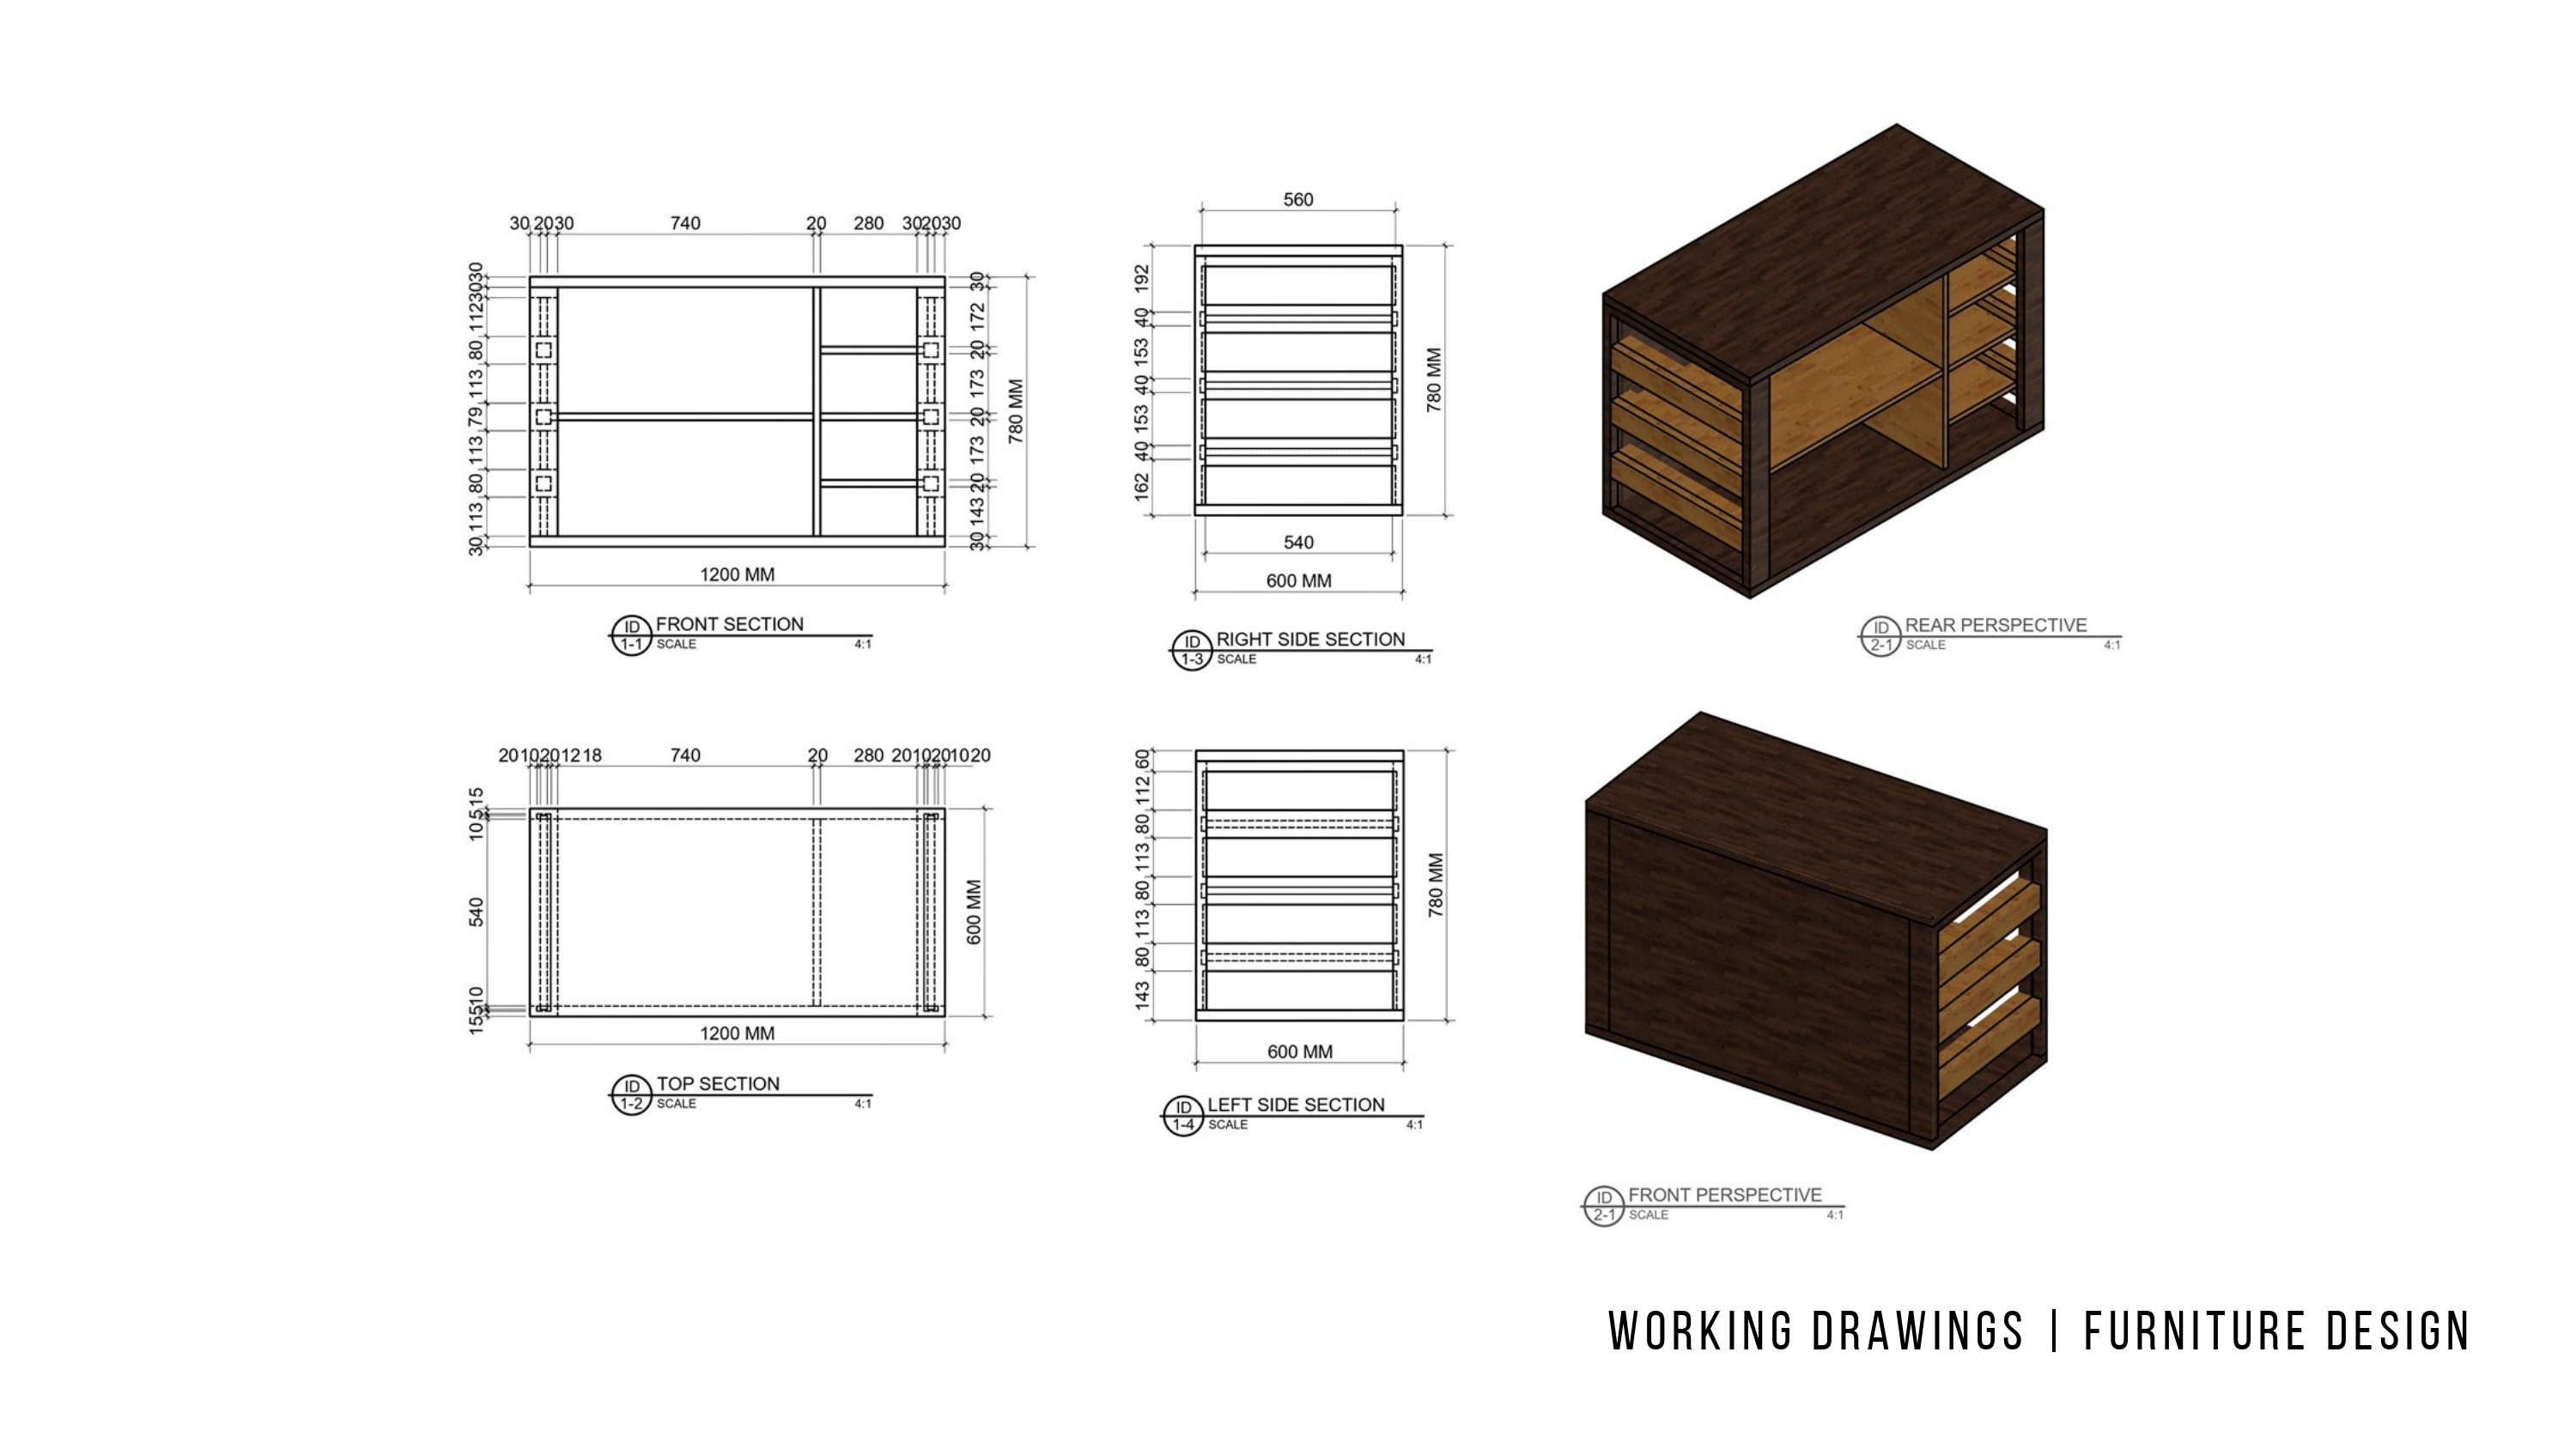 30 20 30 740 20 280 30 20 30
30 30 112 80 113 79 113 80 113 30
30 172 20 173 20 173 20 143 30
780 MM
1200 MM
ID 1-1 FRONT SECTION
SCALE 4:1
560
192 40 153 40 153 40 162
780 MM
540
600 MM
ID 1-3 RIGHT SIDE SECTION
SCALE 4:1
ID 2-1 REAR PERSPECTIVE
SCALE 4:1
20 10 20 12 18 740 20 280 20 10 20 10 20
15 5 10 540 10 5 15
600 MM
1200 MM
ID 1-2 TOP SECTION
SCALE 4:1
60 112 80 113 80 113 80 143
780 MM
600 MM
ID 1-4 LEFT SIDE SECTION
SCALE 4:1
ID 2-1 FRONT PERSPECTIVE
SCALE 4:1
WORKING DRAWINGS | FURNITURE DESIGN